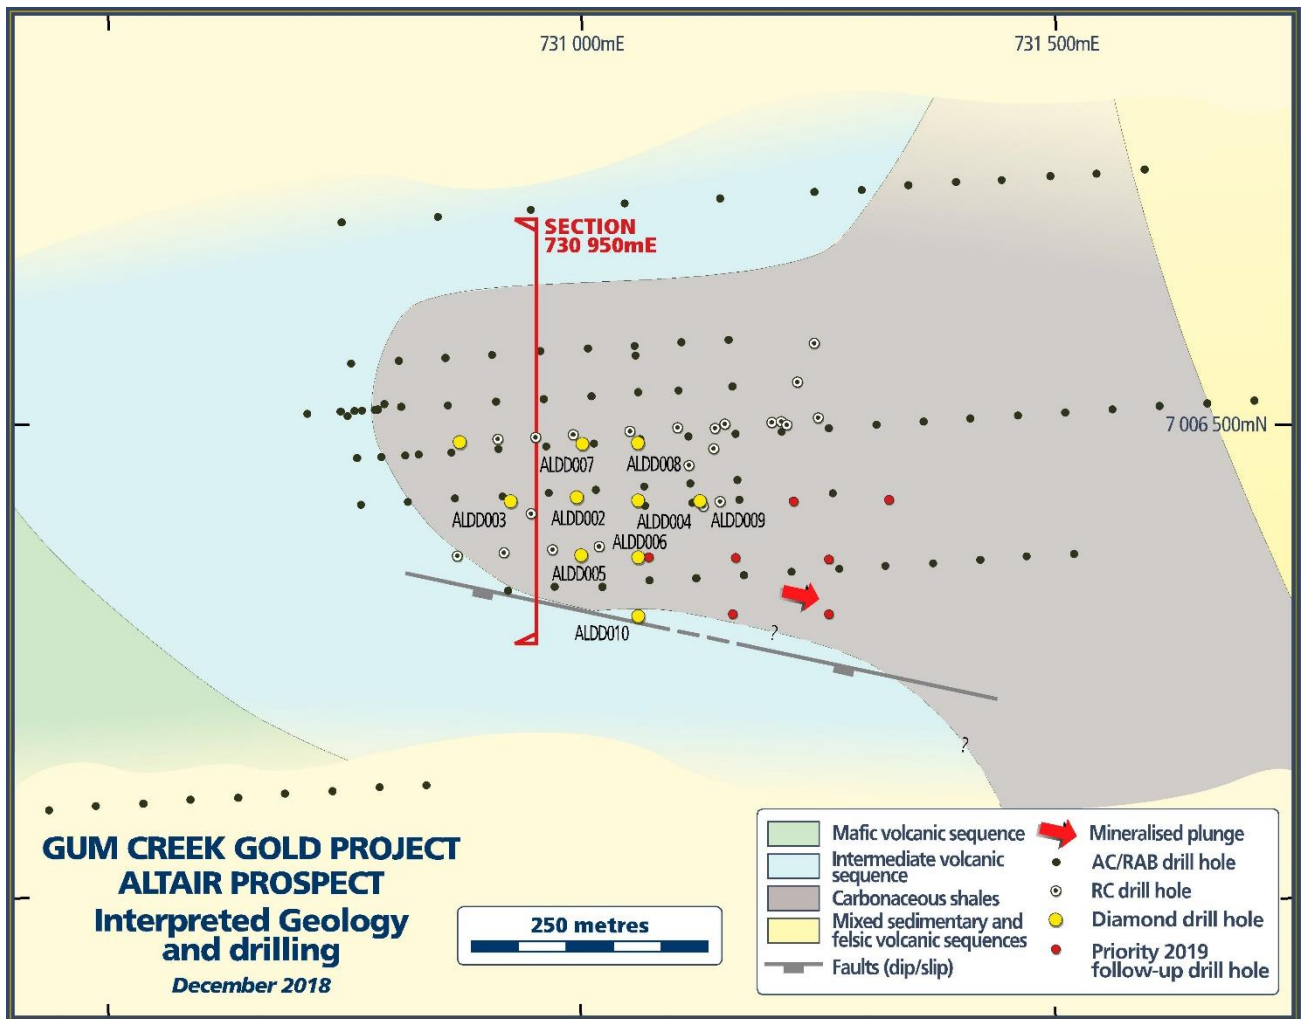 731 000mE
731 500mE
SECTION
730 950mE
7 006 500mN
ALDD007
ALDD008
ALDD003
ALDD002
ALDD004
ALDD009
ALDD006
ALDD005
ALDD010
?
?
GUM CREEK GOLD PROJECT
ALTAIR PROSPECT
Interpreted Geology
and drilling
December 2018
250 metres
Mafic volcanic sequence
Intermediate volcanic
sequence
Carbonaceous shales
Mixed sedimentary and
felsic volcanic sequences
Faults (dip/slip)
Mineralised plunge
AC/RAB drill hole
RC drill hole
Diamond drill hole
Priority 2019
follow-up drill hole